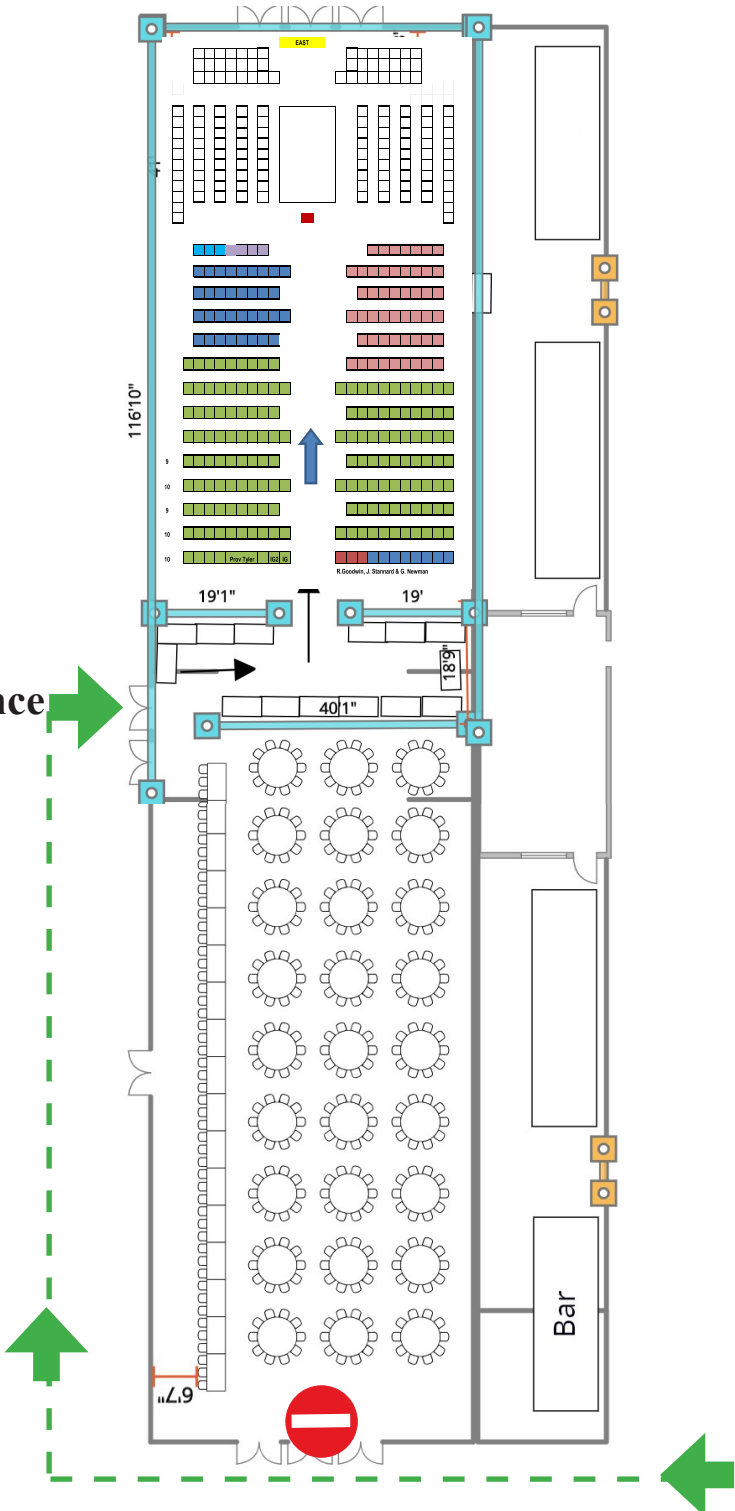 EAST
4'
116'10"
9
10
9
10
10
Prov Tyler
IG2
IG
R.Goodwin, J. Stannard & G. Newman
19'1"
19'
18'9"
nce
40'1"
Bar
6'7"